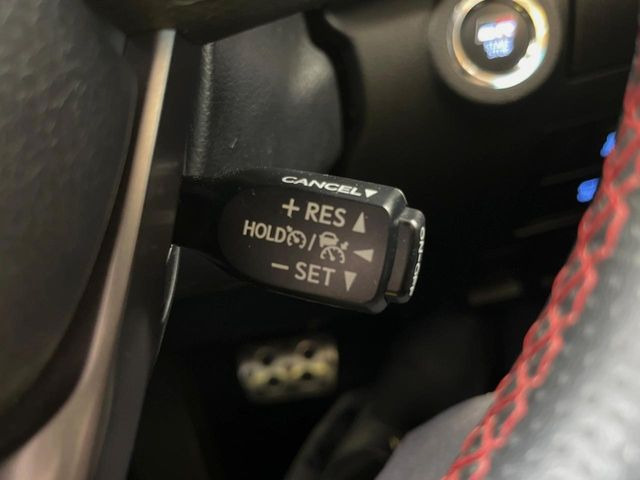 CANCEL▼
+ RES ▲
HOLD / ◀
− SET ▼
ON·OFF